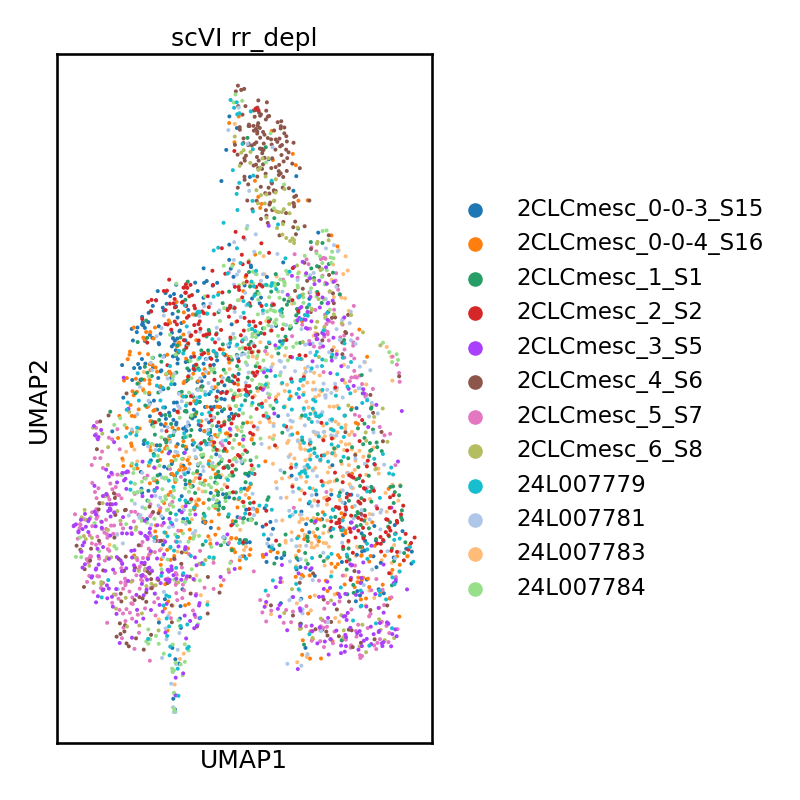 scVI rr_depl
UMAP2
UMAP1
2CLCmesc_0-0-3_S15
2CLCmesc_0-0-4_S16
2CLCmesc_1_S1
2CLCmesc_2_S2
2CLCmesc_3_S5
2CLCmesc_4_S6
2CLCmesc_5_S7
2CLCmesc_6_S8
24L007779
24L007781
24L007783
24L007784